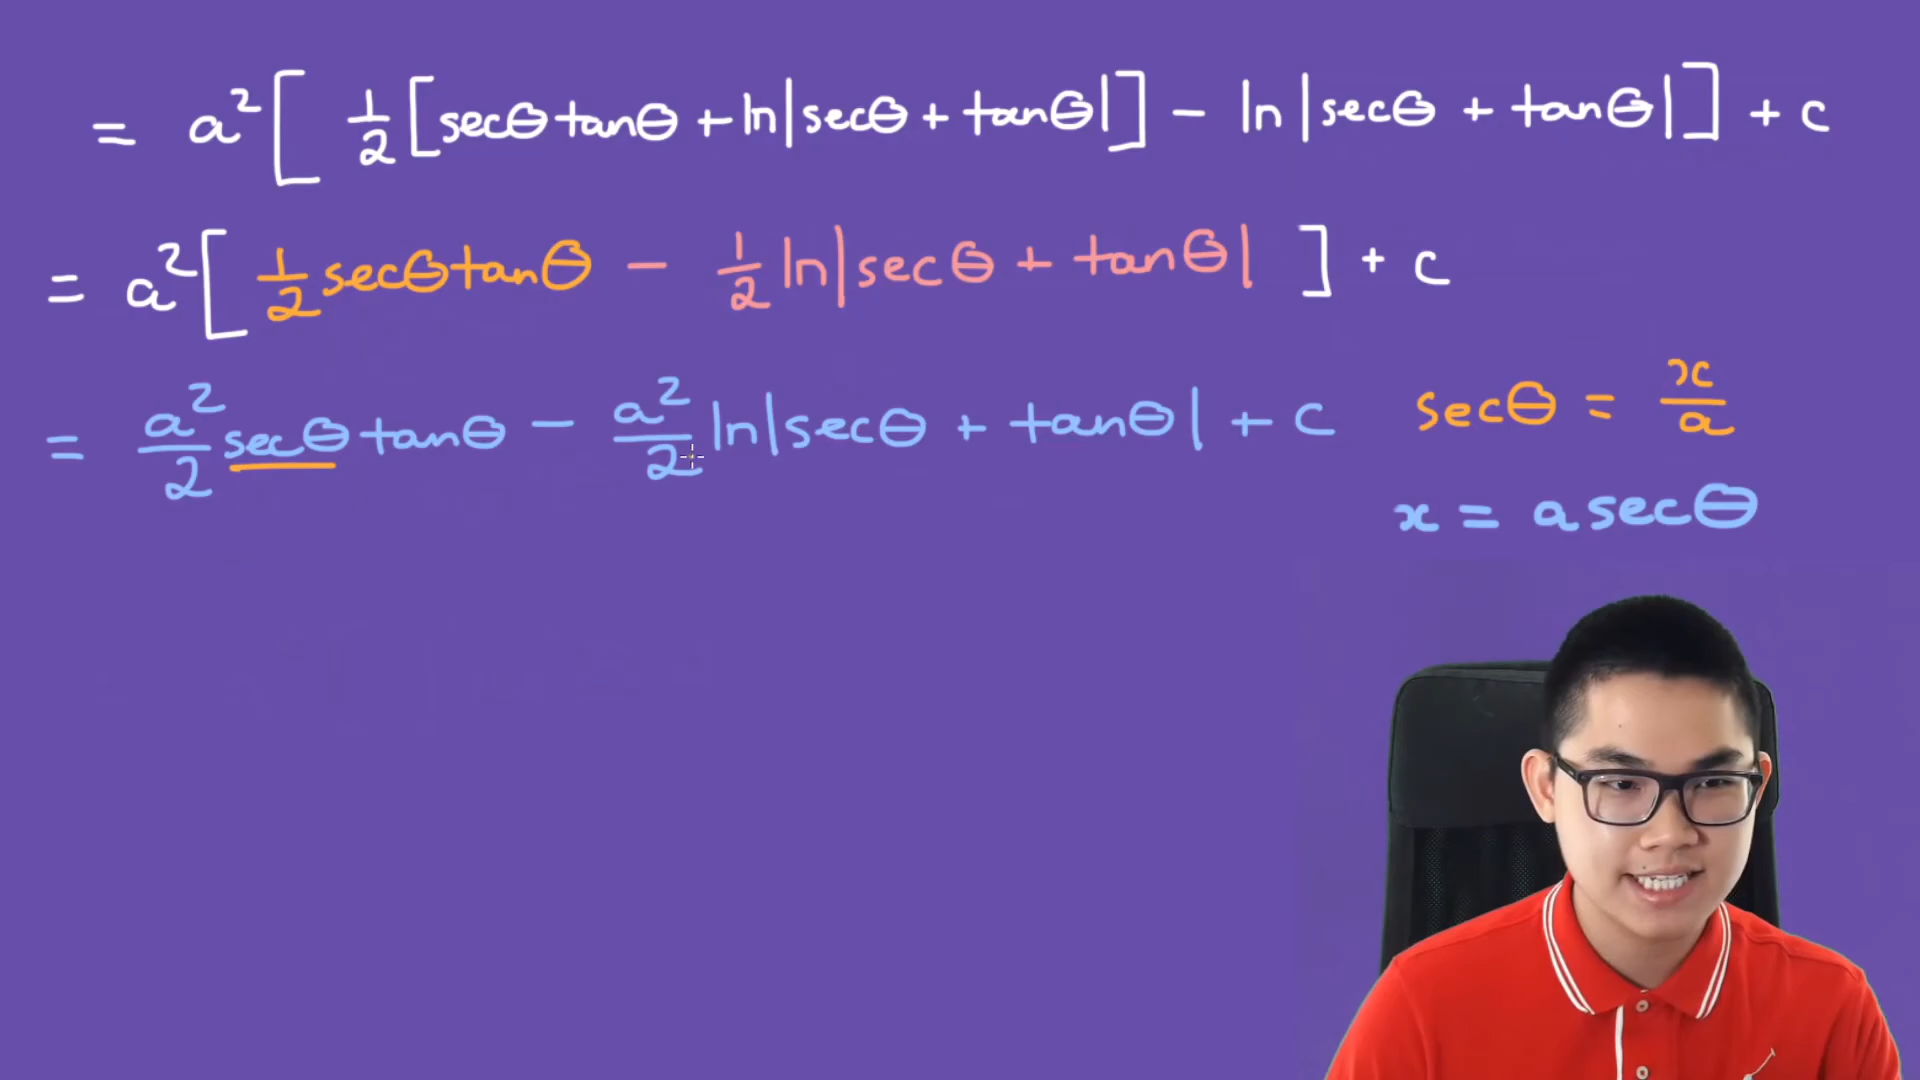 = a² [ 1/2 [secθ tanθ + ln|secθ + tanθ|] - ln|secθ + tanθ| ] + c
= a² [ 1/2 secθ tanθ - 1/2 ln|secθ + tanθ| ] + c
= a²/2 secθ tanθ - a²/2 ln|secθ + tanθ| + c
secθ = x/a
x = a secθ